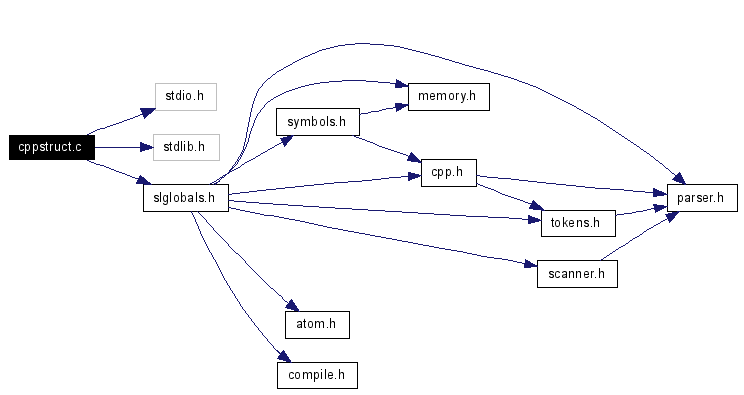 stdio.h
memory.h
symbols.h
cppstruct.c
stdlib.h
cpp.h
slglobals.h
parser.h
tokens.h
scanner.h
atom.h
compile.h